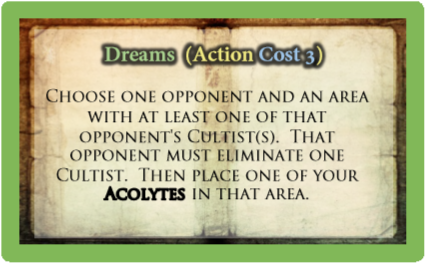 Dreams (Action Cost 3)
CHOOSE ONE OPPONENT AND AN AREA
WITH AT LEAST ONE OF THAT
OPPONENT'S CULTIST(S). THAT
OPPONENT MUST ELIMINATE ONE
CULTIST. THEN PLACE ONE OF YOUR
ACOLYTES IN THAT AREA.